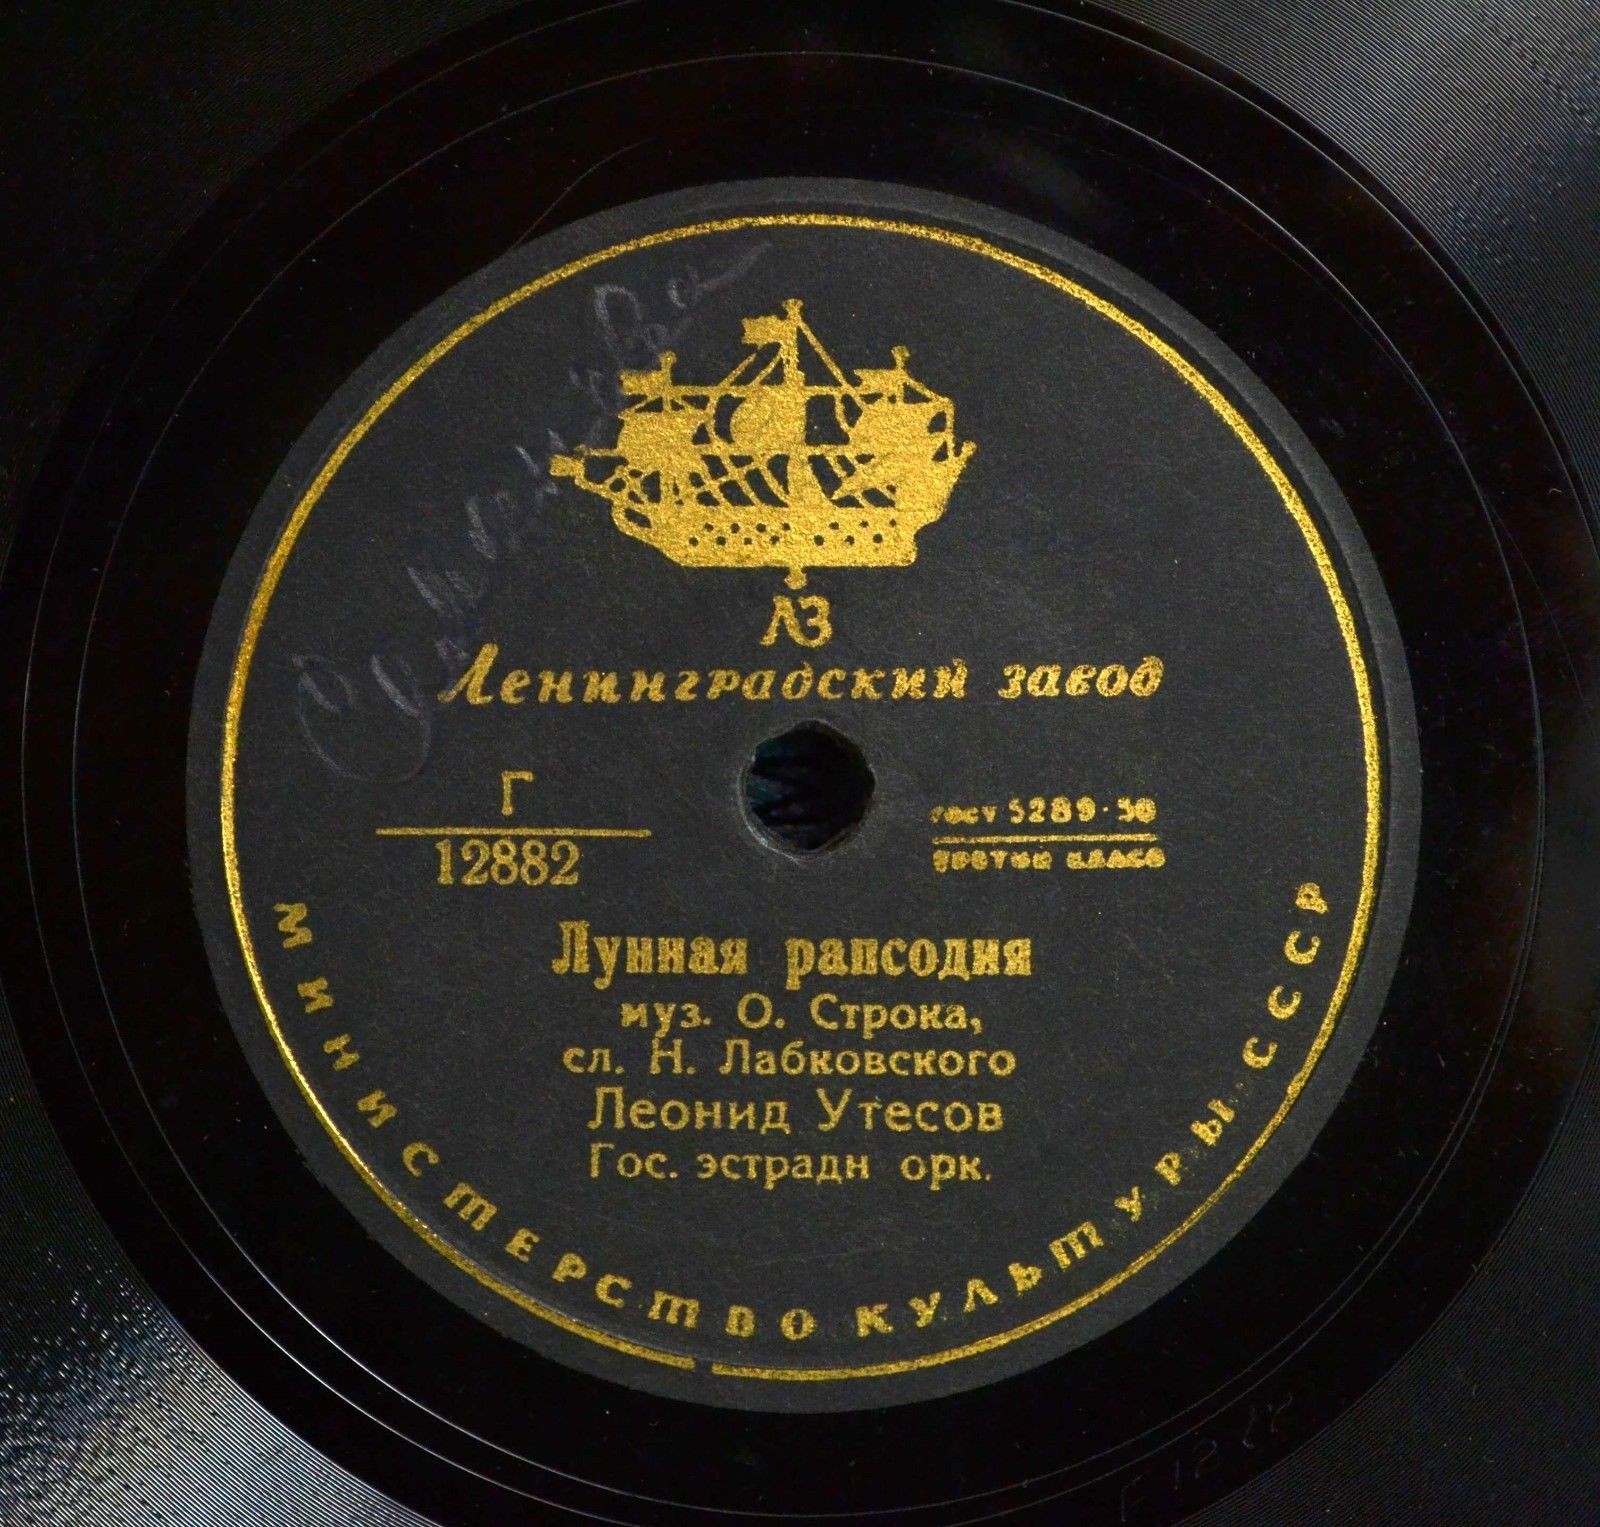 ЛЗ
Ленинградский завод
Г
12882
ГОСТ 5289-50
третий класс
Лунная рапсодия
муз. О. Строка,
сл. Н. Лабковского
Леонид Утесов
Гос. эстрадн орк.
МИНИСТЕРСТВО КУЛЬТУРЫ СССР